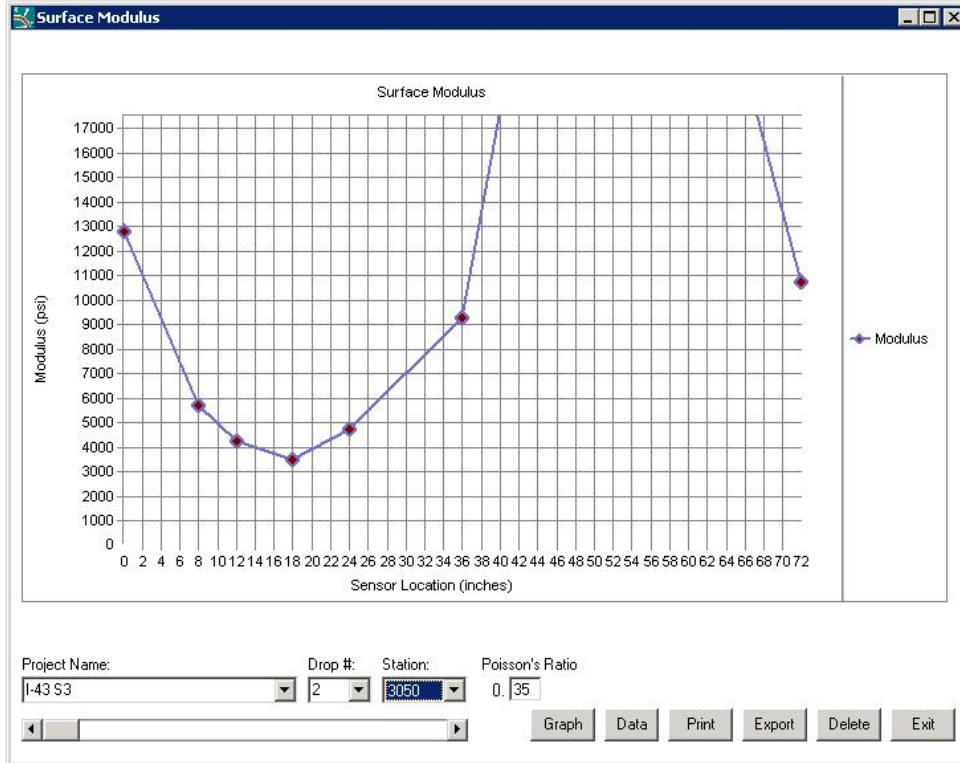 Surface Modulus
Surface Modulus
17000
16000
15000
14000
13000
12000
11000
10000
9000
8000
7000
6000
5000
4000
3000
2000
1000
0
Modulus (psi)
Modulus
0 2 4 6 8 10 12 14 16 18 20 22 24 26 28 30 32 34 36 38 40 42 44 46 48 50 52 54 56 58 60 62 64 66 68 70 72
Sensor Location (inches)
Project Name: Drop #: Station: Poisson's Ratio
I-43 S3 2 3050 0. 35
Graph Data Print Export Delete Exit